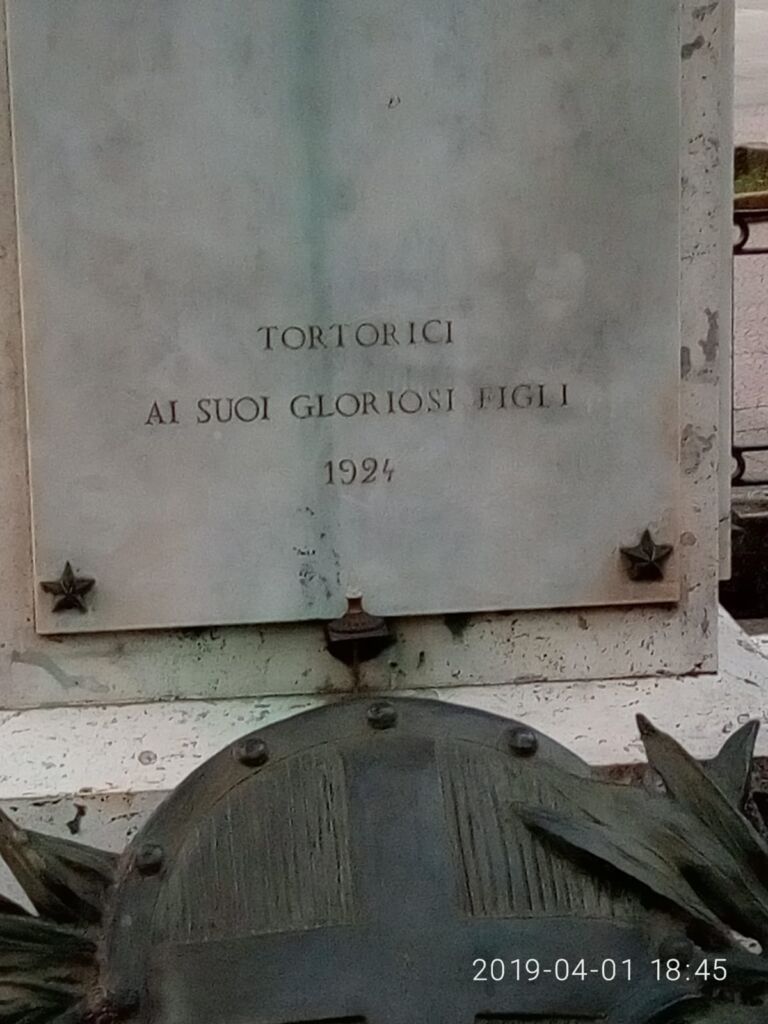 TORTORICI
AI SUOI GLORIOSI FIGLI
1924
2019-04-01 18:45